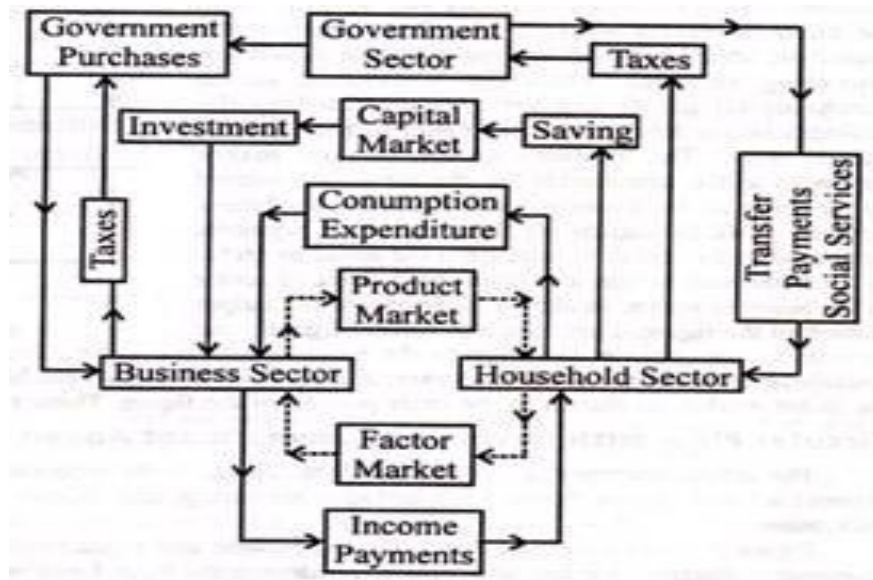 Government
Purchases
Government
Sector
Taxes
Investment
Capital
Market
Saving
Taxes
Conumption
Expenditure
Transfer
Payments
Social Services
Product
Market
Business Sector
Household Sector
Factor
Market
Income
Payments